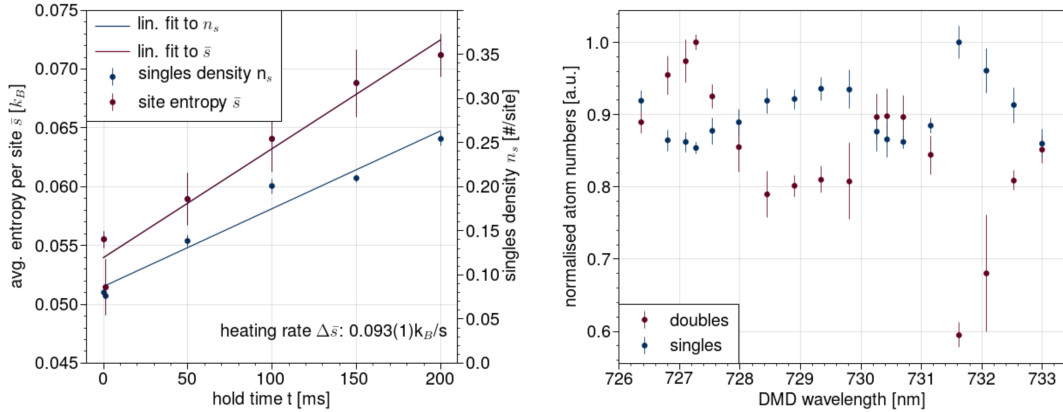 0.075
0.070
0.065
0.060
0.055
0.050
0.045
avg. entropy per site s̄ [k_B]
lin. fit to n_s
lin. fit to s̄
singles density n_s
site entropy s̄
heating rate Δs̄: 0.093(1)k_B/s
0 50 100 150 200
hold time t [ms]
0.35
0.30
0.25
0.20
0.15
0.10
0.05
0.0
singles density n_s [#/site]
1.0
0.9
0.8
0.7
0.6
normalised atom numbers [a.u.]
doubles
singles
726 727 728 729 730 731 732 733
DMD wavelength [nm]